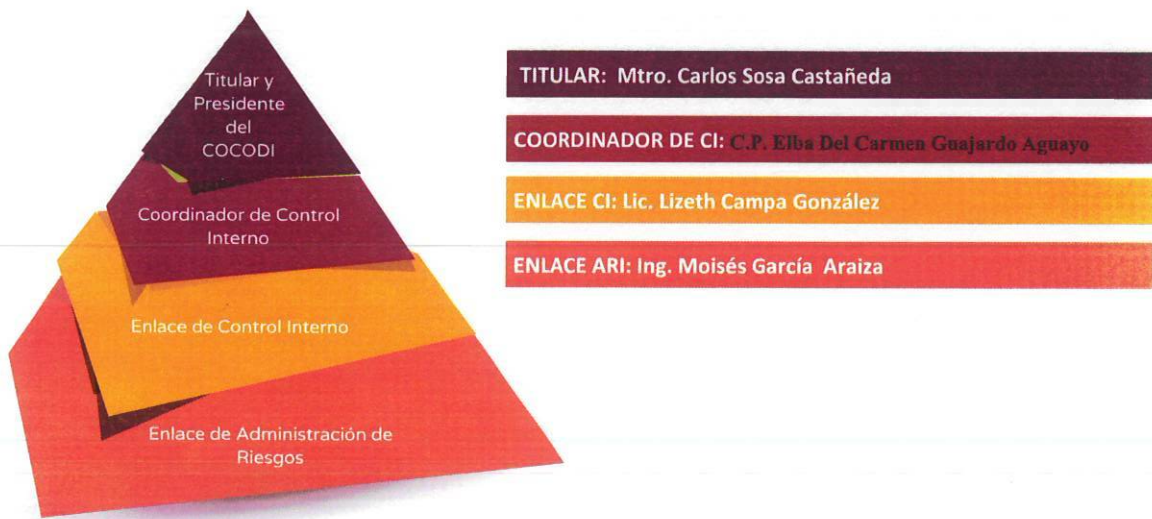 Titular y
Presidente
del
COCODI
Coordinador de Control
Interno
Enlace de Control Interno
Enlace de Administración de
Riesgos
TITULAR: Mtro. Carlos Sosa Castañeda
COORDINADOR DE CI: C.P. Elba Del Carmen Guajardo Aguayo
ENLACE CI: Lic. Lizeth Campa González
ENLACE ARI: Ing. Moisés García Araiza